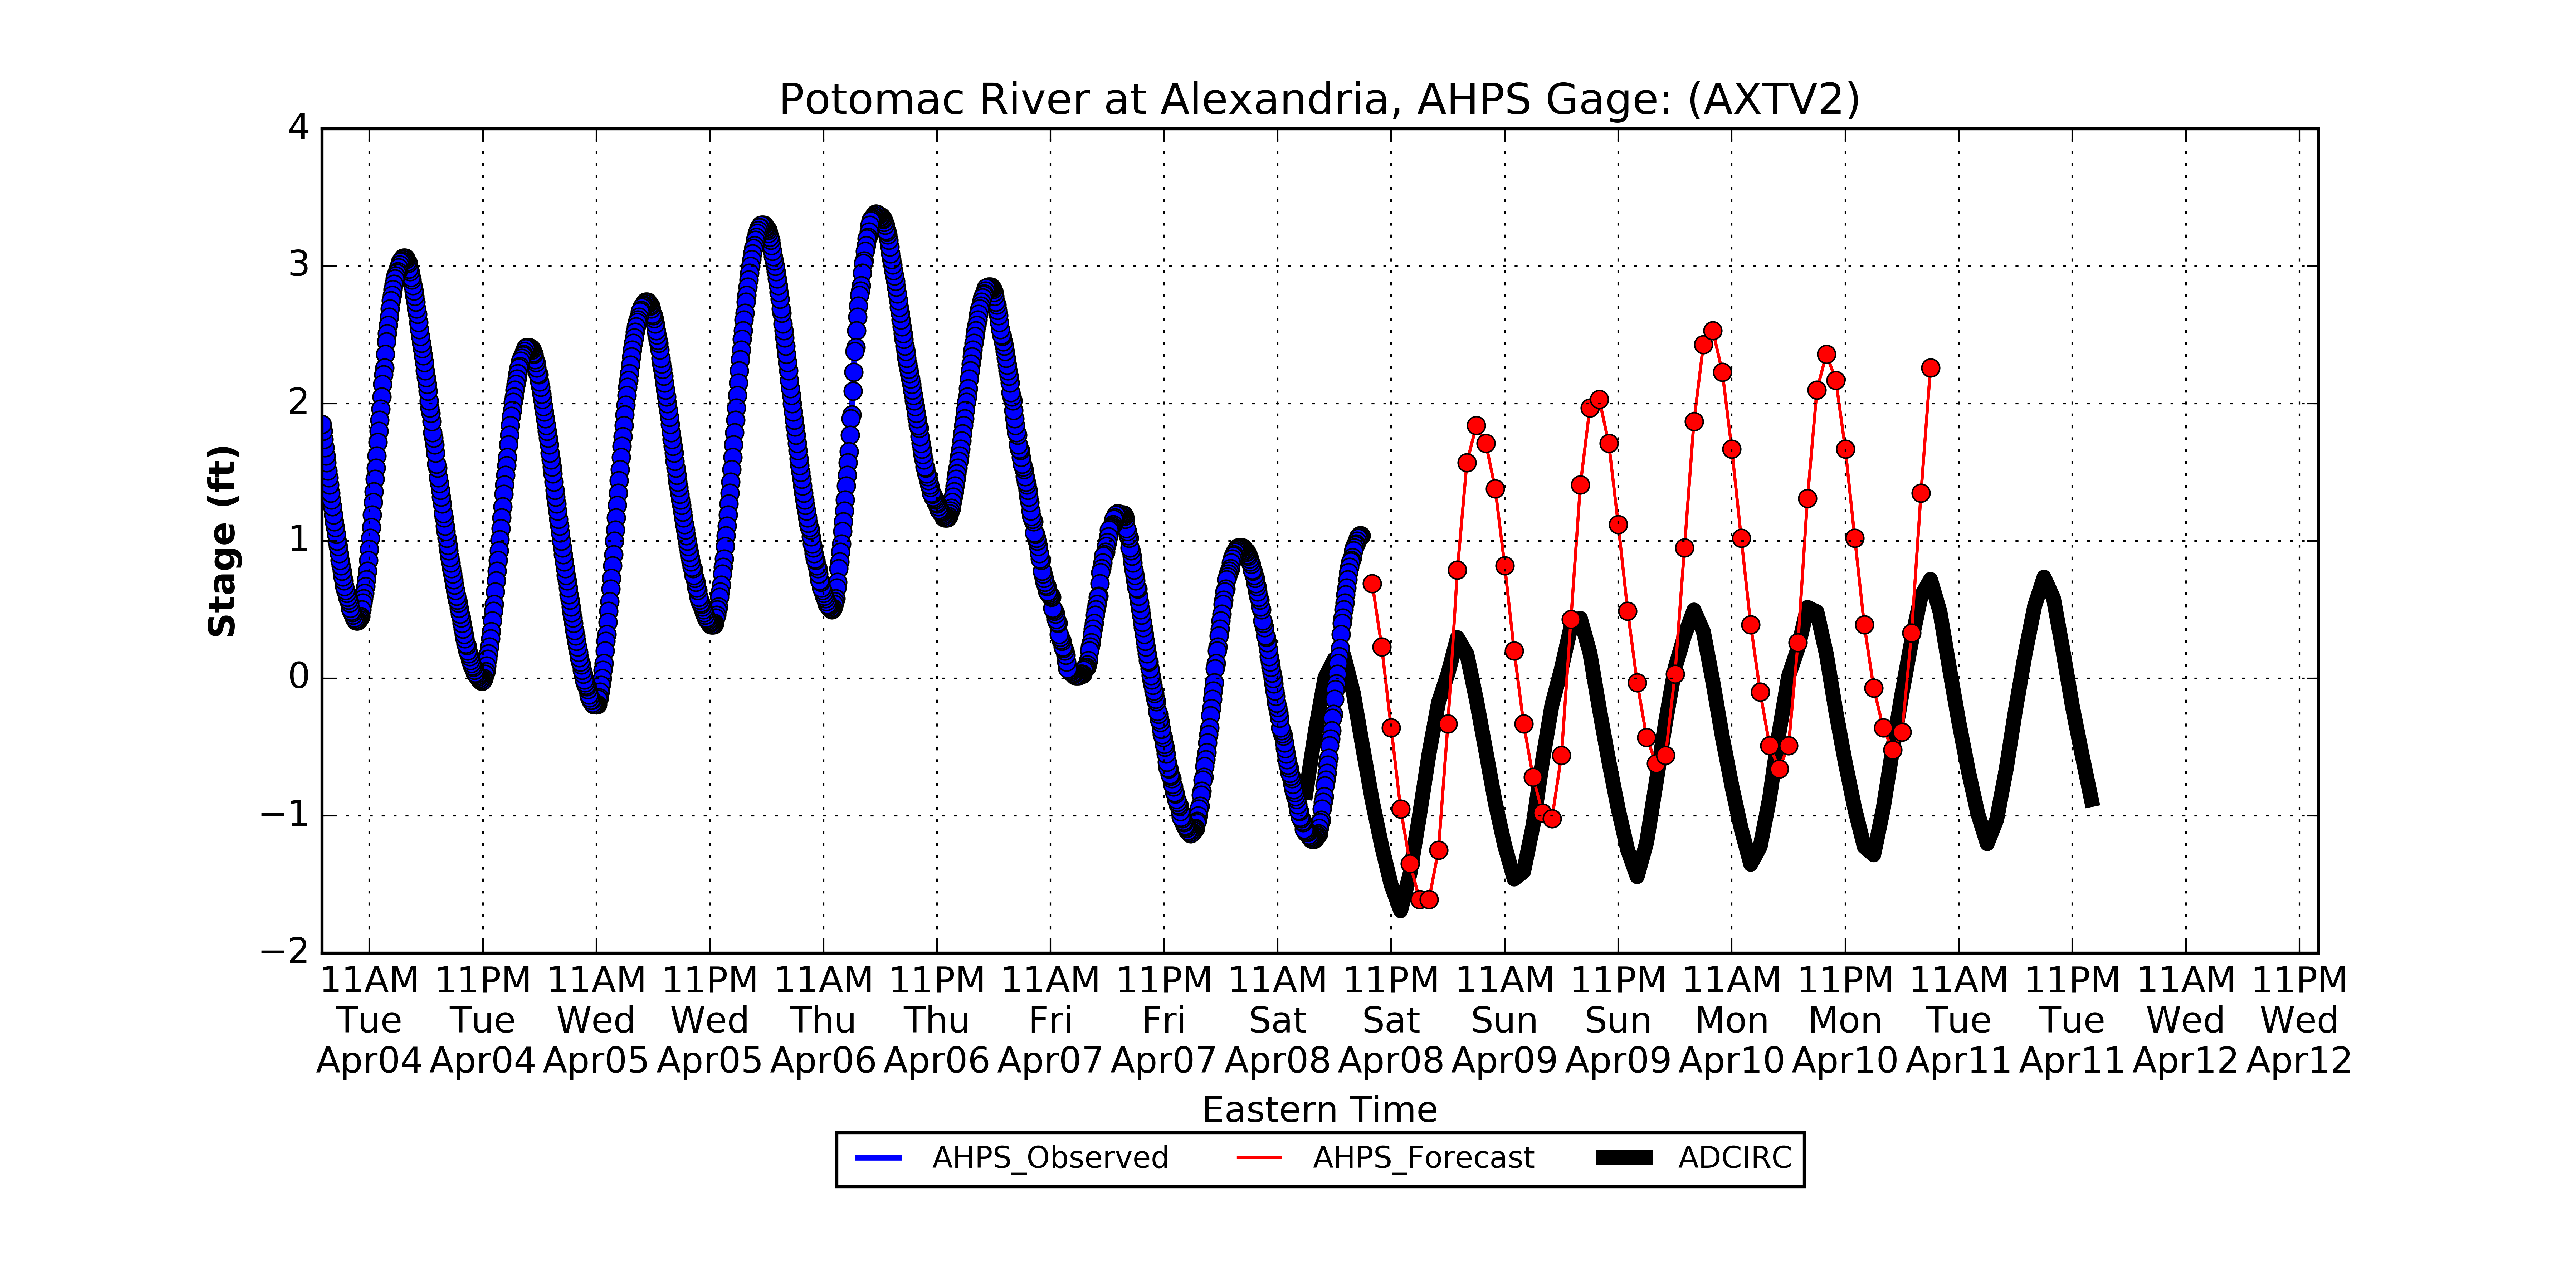 Potomac River at Alexandria, AHPS Gage: (AXTV2)
4
3
2
1
0
−1
−2
Stage (ft)
11AM 11PM 11AM 11PM 11AM 11PM 11AM 11PM 11AM 11PM 11AM 11PM 11AM 11PM 11AM 11PM 11AM 11PM
Tue Tue Wed Wed Thu Thu Fri Fri Sat Sat Sun Sun Mon Mon Tue Tue Wed Wed
Apr04 Apr04 Apr05 Apr05 Apr06 Apr06 Apr07 Apr07 Apr08 Apr08 Apr09 Apr09 Apr10 Apr10 Apr11 Apr11 Apr12 Apr12
Eastern Time
AHPS_Observed AHPS_Forecast ADCIRC